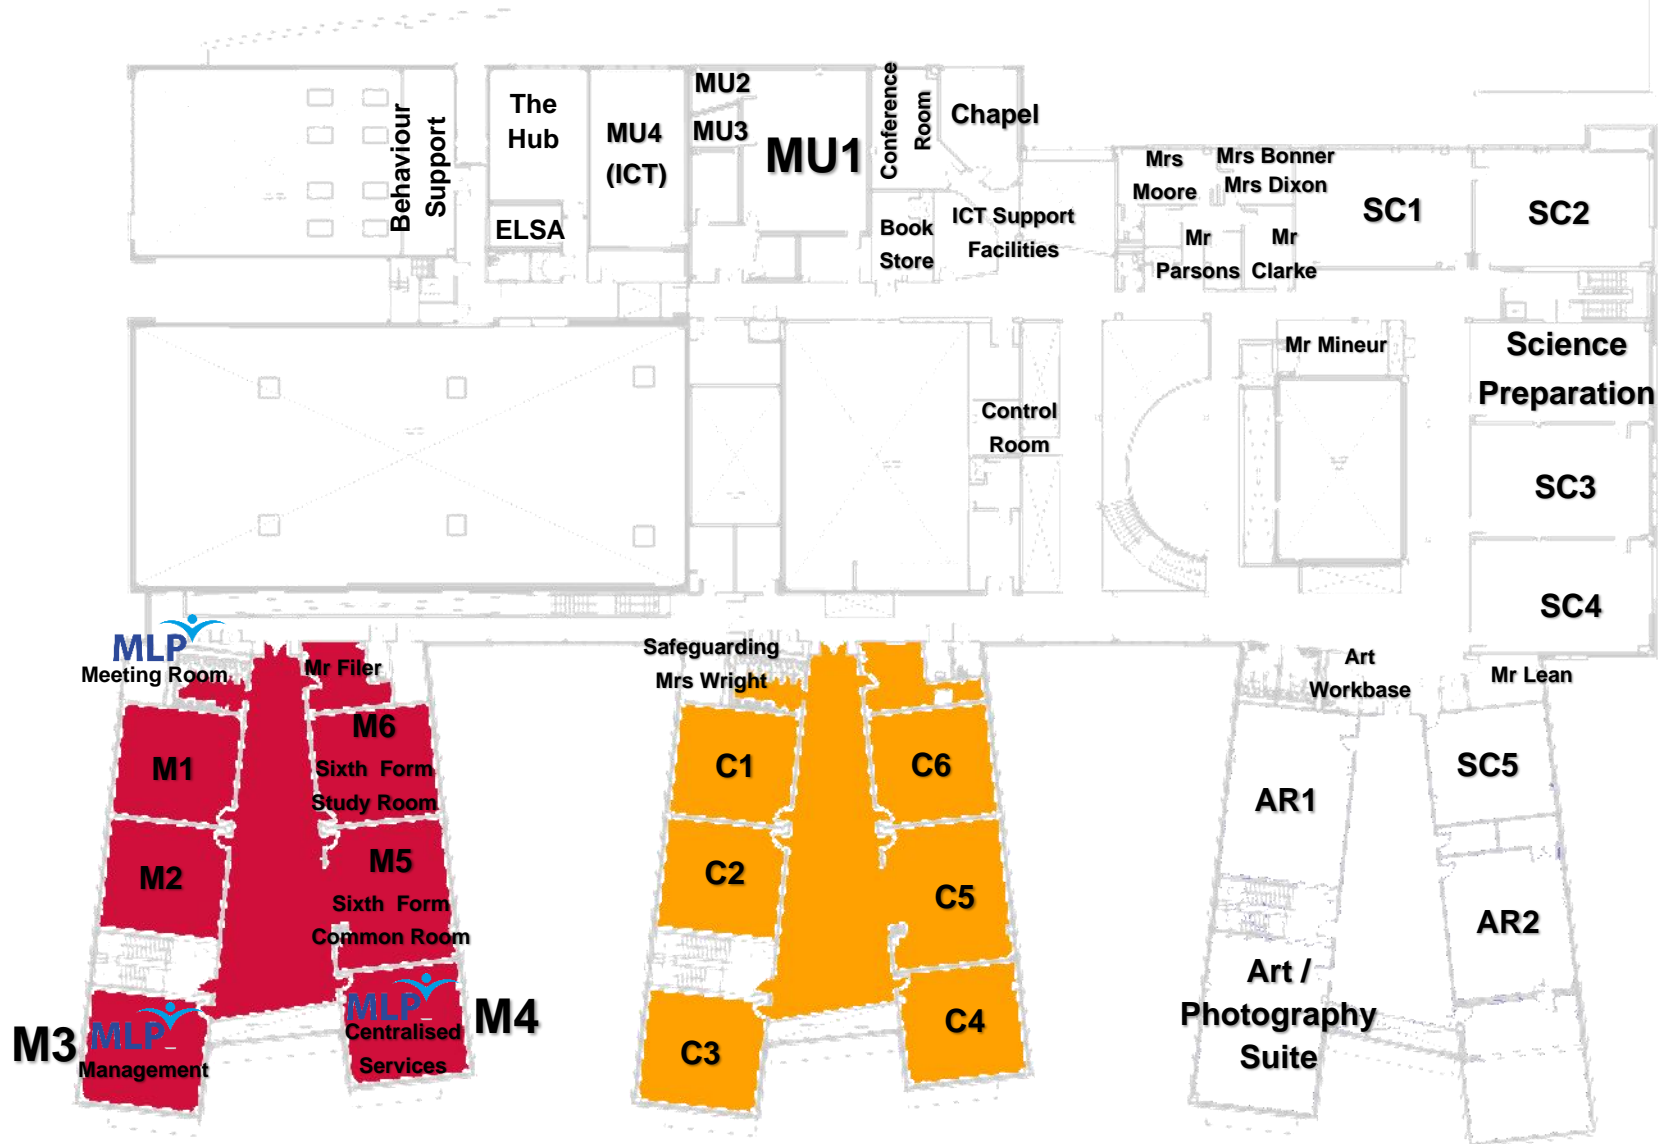 Behaviour
Support
The
Hub
ELSA
MU4
(ICT)
MU2
MU3
MU1
Conference
Room
Chapel
Book
Store
ICT Support
Facilities
Mrs
Moore
Mrs Bonner
Mrs Dixon
Mr
Parsons
Mr
Clarke
SC1
SC2
Mr Mineur
Science
Preparation
Control
Room
SC3
SC4
MLP
Meeting Room
Mr Filer
Safeguarding
Mrs Wright
Art
Workbase
Mr Lean
M1
M6
Sixth Form
Study Room
M2
M5
Sixth Form
Common Room
M3
MLP
Management
MLP
Centralised
Services
M4
C1
C6
C2
C5
C3
C4
AR1
SC5
AR2
Art /
Photography
Suite